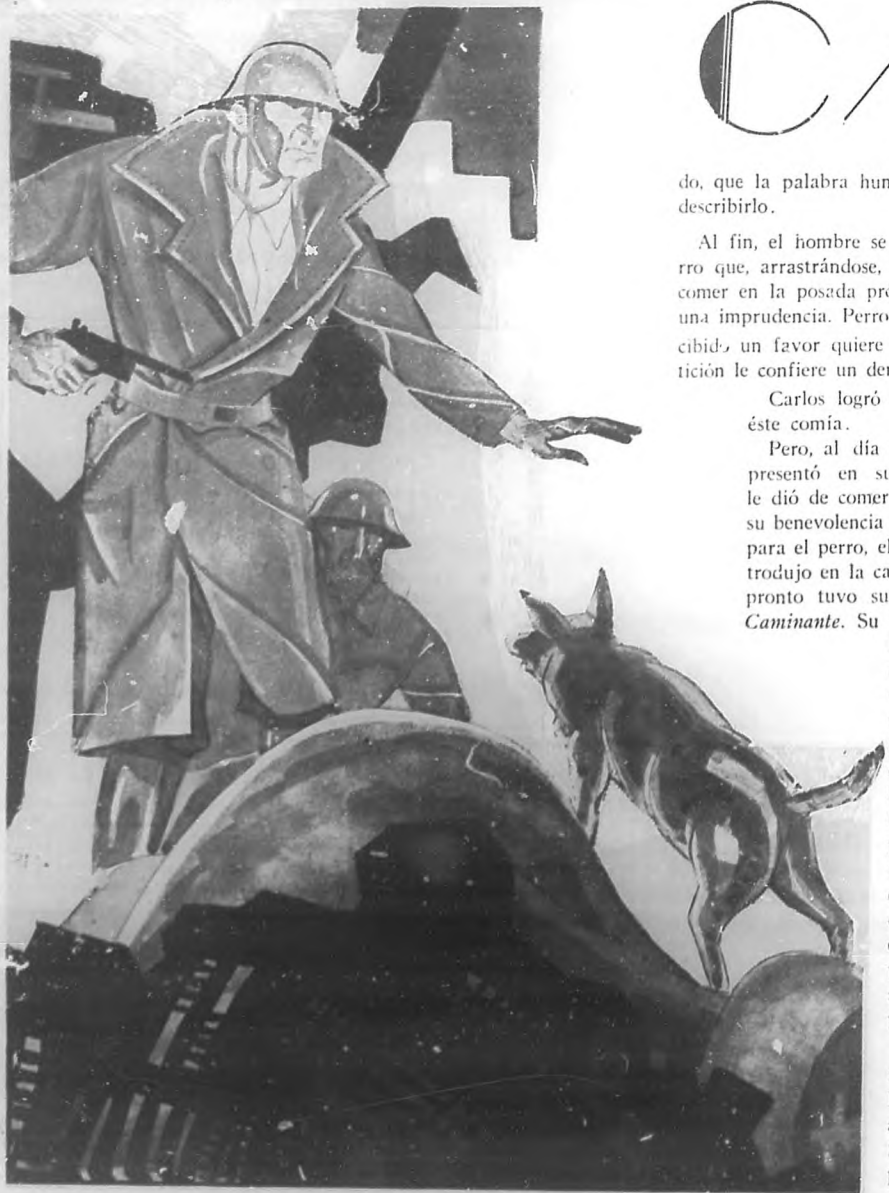 CA
do, que la palabra hum
describirlo.
Al fin, el hombre se
rro que, arrastrándose,
comer en la posada pr
una imprudencia. Perro
cibido un favor quiere
tición le confiere un de
Carlos logró
éste comía.
Pero, al día
presentó en su
le dió de comer
su benevolencia
para el perro, el
trodujo en la ca
pronto tuvo su
Caminante. Su